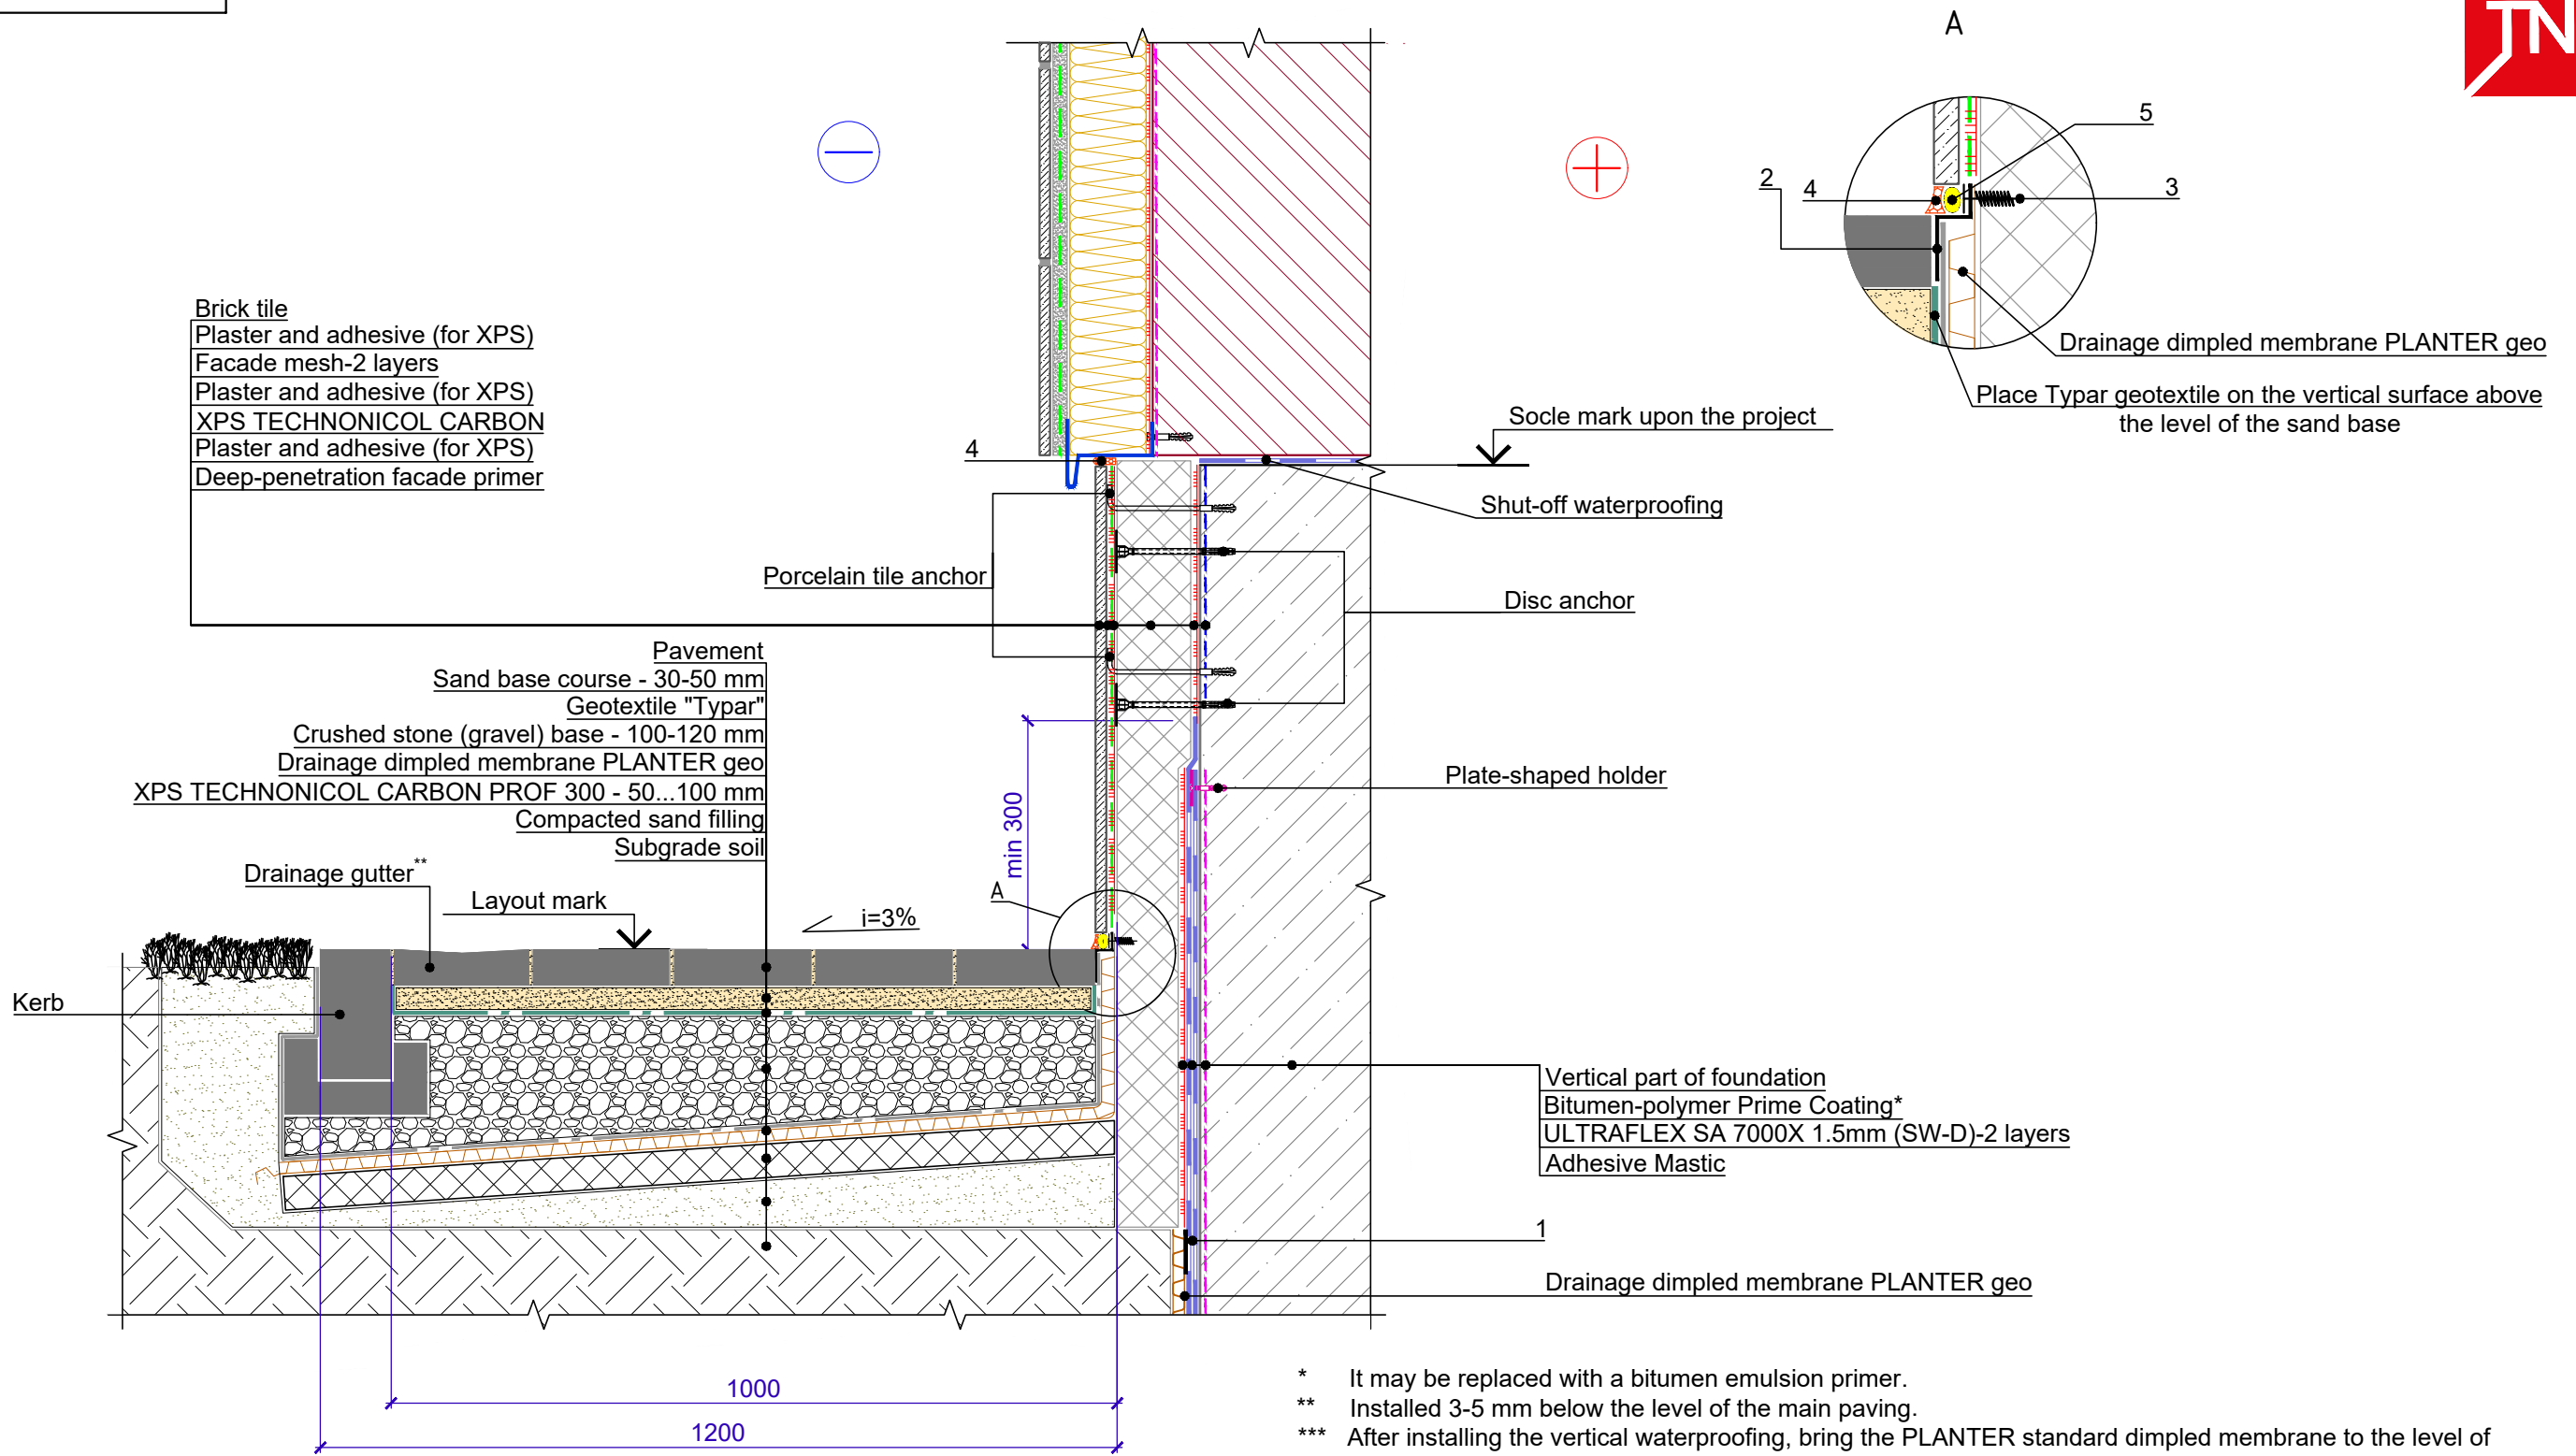 A
TN
5
2
4
3
Drainage dimpled membrane PLANTER geo
Place Typar geotextile on the vertical surface above
the level of the sand base
Brick tile
Plaster and adhesive (for XPS)
Facade mesh-2 layers
Plaster and adhesive (for XPS)
XPS TECHNONICOL CARBON
Plaster and adhesive (for XPS)
Deep-penetration facade primer
4
Socle mark upon the project
Shut-off waterproofing
Porcelain tile anchor
Disc anchor
Pavement
Sand base course - 30-50 mm
Geotextile "Typar"
Crushed stone (gravel) base - 100-120 mm
Drainage dimpled membrane PLANTER geo
XPS TECHNONICOL CARBON PROF 300 - 50...100 mm
Compacted sand filling
Subgrade soil
Plate-shaped holder
min 300
Drainage gutter**
Layout mark
i=3%
A
Kerb
Vertical part of foundation
Bitumen-polymer Prime Coating*
ULTRAFLEX SA 7000X 1.5mm (SW-D)-2 layers
Adhesive Mastic
1
Drainage dimpled membrane PLANTER geo
1000
1200
* It may be replaced with a bitumen emulsion primer.
** Installed 3-5 mm below the level of the main paving.
*** After installing the vertical waterproofing, bring the PLANTER standard dimpled membrane to the level of